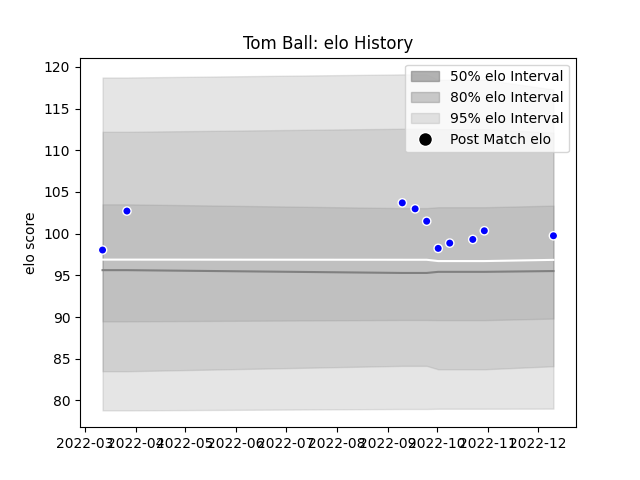 Tom Ball: elo History
120
115
110
105
100
95
90
85
80
elo score
50% elo Interval
80% elo Interval
95% elo Interval
Post Match elo
2022-03 2022-04 2022-05 2022-06 2022-07 2022-08 2022-09 2022-10 2022-11 2022-12